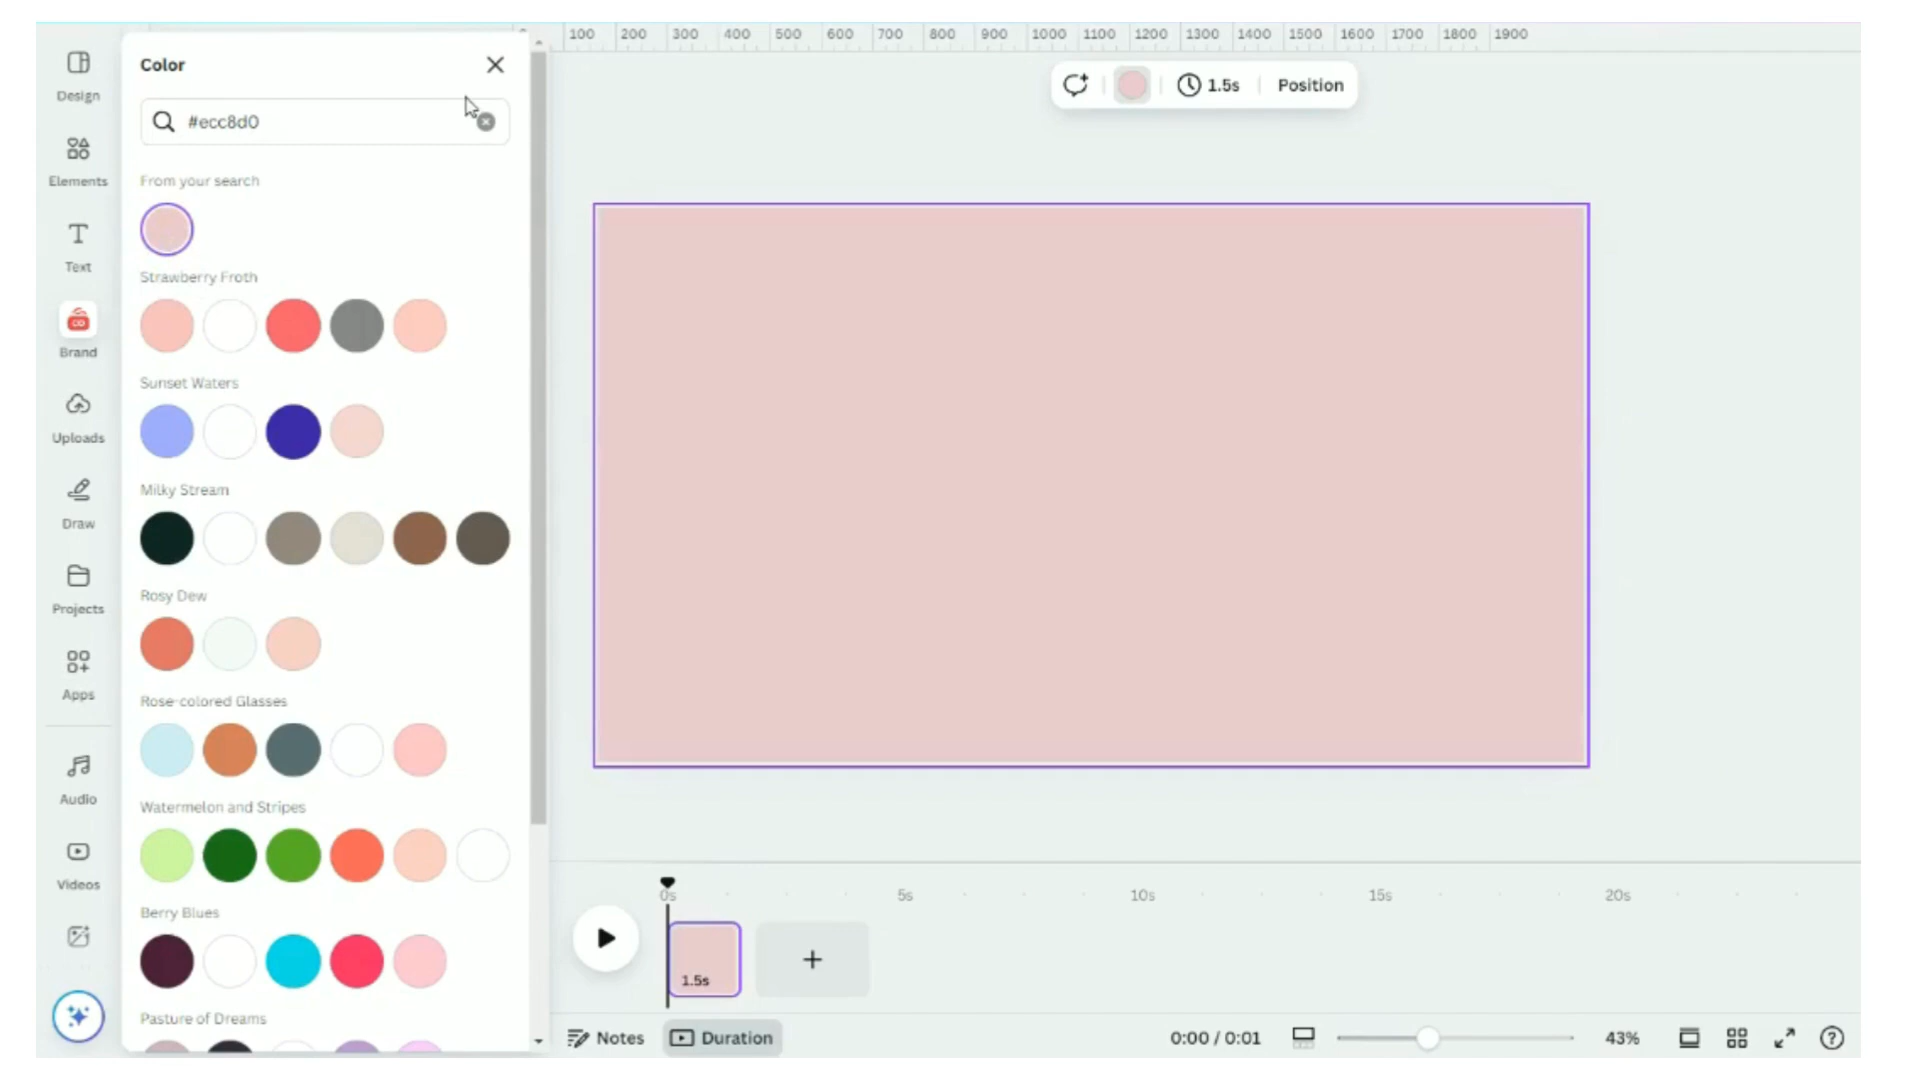 100 200 300 400 500 600 700 800 900 1000 1100 1200 1300 1400 1500 1600 1700 1800 1900
Design
Elements
Text
CO
Brand
Uploads
Draw
Projects
Apps
Audio
Videos
Color
#ecc8d0
From your search
Strawberry Froth
Sunset Waters
Milky Stream
Rosy Dew
Rose-colored Glasses
Watermelon and Stripes
Berry Blues
Pasture of Dreams
1.5s Position
0s 5s 10s 15s 20s
1.5s
+
Notes Duration 0:00 / 0:01 43% ?